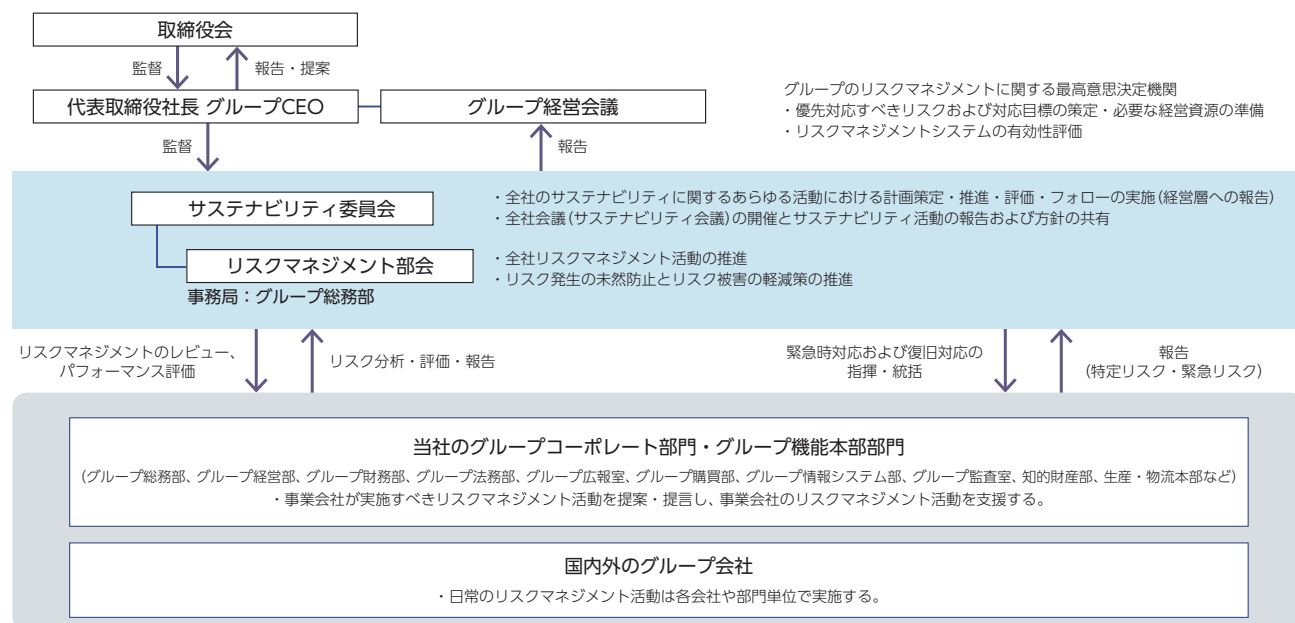 取締役会
監督
報告・提案
代表取締役社長 グループCEO
グループ経営会議
グループのリスクマネジメントに関する最高意思決定機関
・優先対応すべきリスクおよび対応目標の策定・必要な経営資源の準備
・リスクマネジメントシステムの有効性評価
監督
報告
サステナビリティ委員会
・全社のサステナビリティに関するあらゆる活動における計画策定・推進・評価・フォローの実施(経営層への報告)
・全社会議(サステナビリティ会議)の開催とサステナビリティ活動の報告および方針の共有
リスクマネジメント部会
・全社リスクマネジメント活動の推進
・リスク発生の未然防止とリスク被害の軽減策の推進
事務局：グループ総務部
リスクマネジメントのレビュー、
パフォーマンス評価
リスク分析・評価・報告
緊急時対応および復旧対応の
指揮・統括
報告
(特定リスク・緊急リスク)
当社のグループコーポレート部門・グループ機能本部部門
(グループ総務部、グループ経営部、グループ財務部、グループ法務部、グループ広報室、グループ購買部、グループ情報システム部、グループ監査室、知的財産部、生産・物流本部など)
・事業会社が実施すべきリスクマネジメント活動を提案・提言し、事業会社のリスクマネジメント活動を支援する。
国内外のグループ会社
・日常のリスクマネジメント活動は各会社や部門単位で実施する。